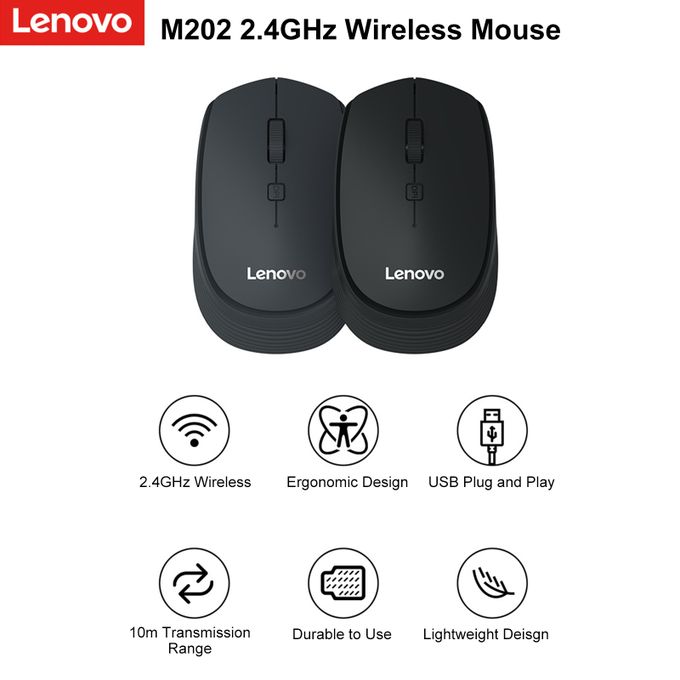 Lenovo
M202 2.4GHz Wireless Mouse
Lenovo
Lenovo
2.4GHz Wireless
Ergonomic Design
USB Plug and Play
10m Transmission
Range
Durable to Use
Lightweight Deisgn